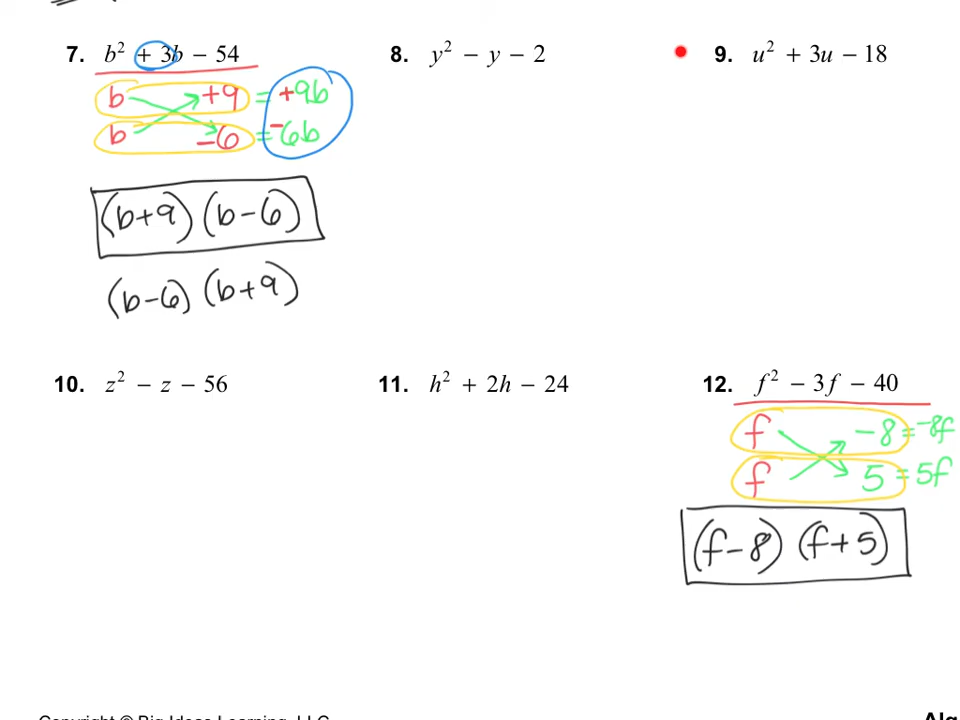 7. b² + 3b − 54
b +9 = +9b
b −6 = −6b
(b+9) (b−6)
(b−6) (b+9)
8. y² − y − 2
9. u² + 3u − 18
10. z² − z − 56
11. h² + 2h − 24
12. f² − 3f − 40
f −8 = −8f
f 5 = 5f
(f−8) (f+5)
Copyright © Big Ideas Learning, LLC
Alg